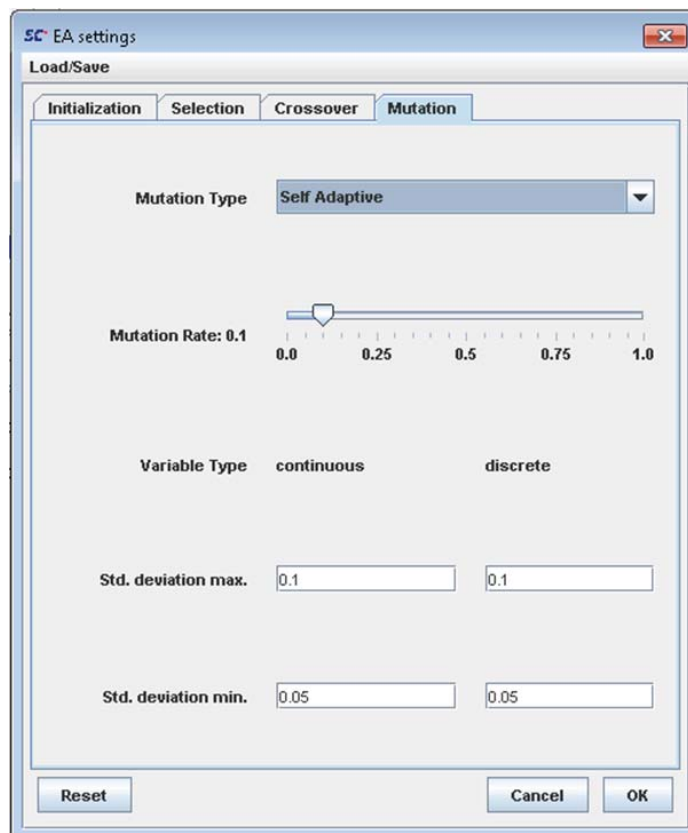 SC EA settings
Load/Save
Initialization Selection Crossover Mutation
Mutation Type Self Adaptive
Mutation Rate: 0.1
0.0 0.25 0.5 0.75 1.0
Variable Type continuous discrete
Std. deviation max. 0.1 0.1
Std. deviation min. 0.05 0.05
Reset Cancel OK